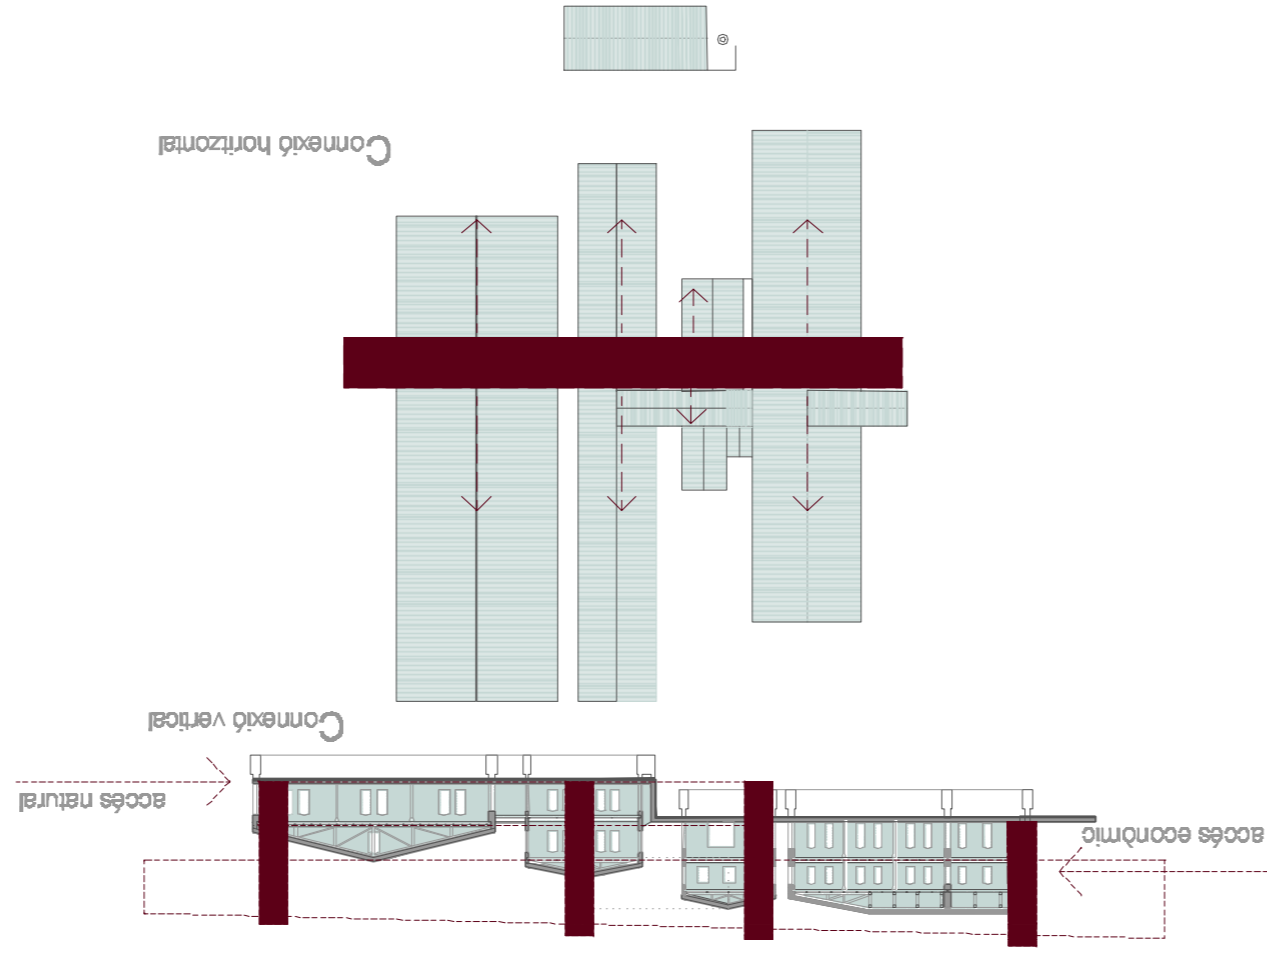 Connexió horitzontal
Connexió vertical
accés natural
accés econòmic